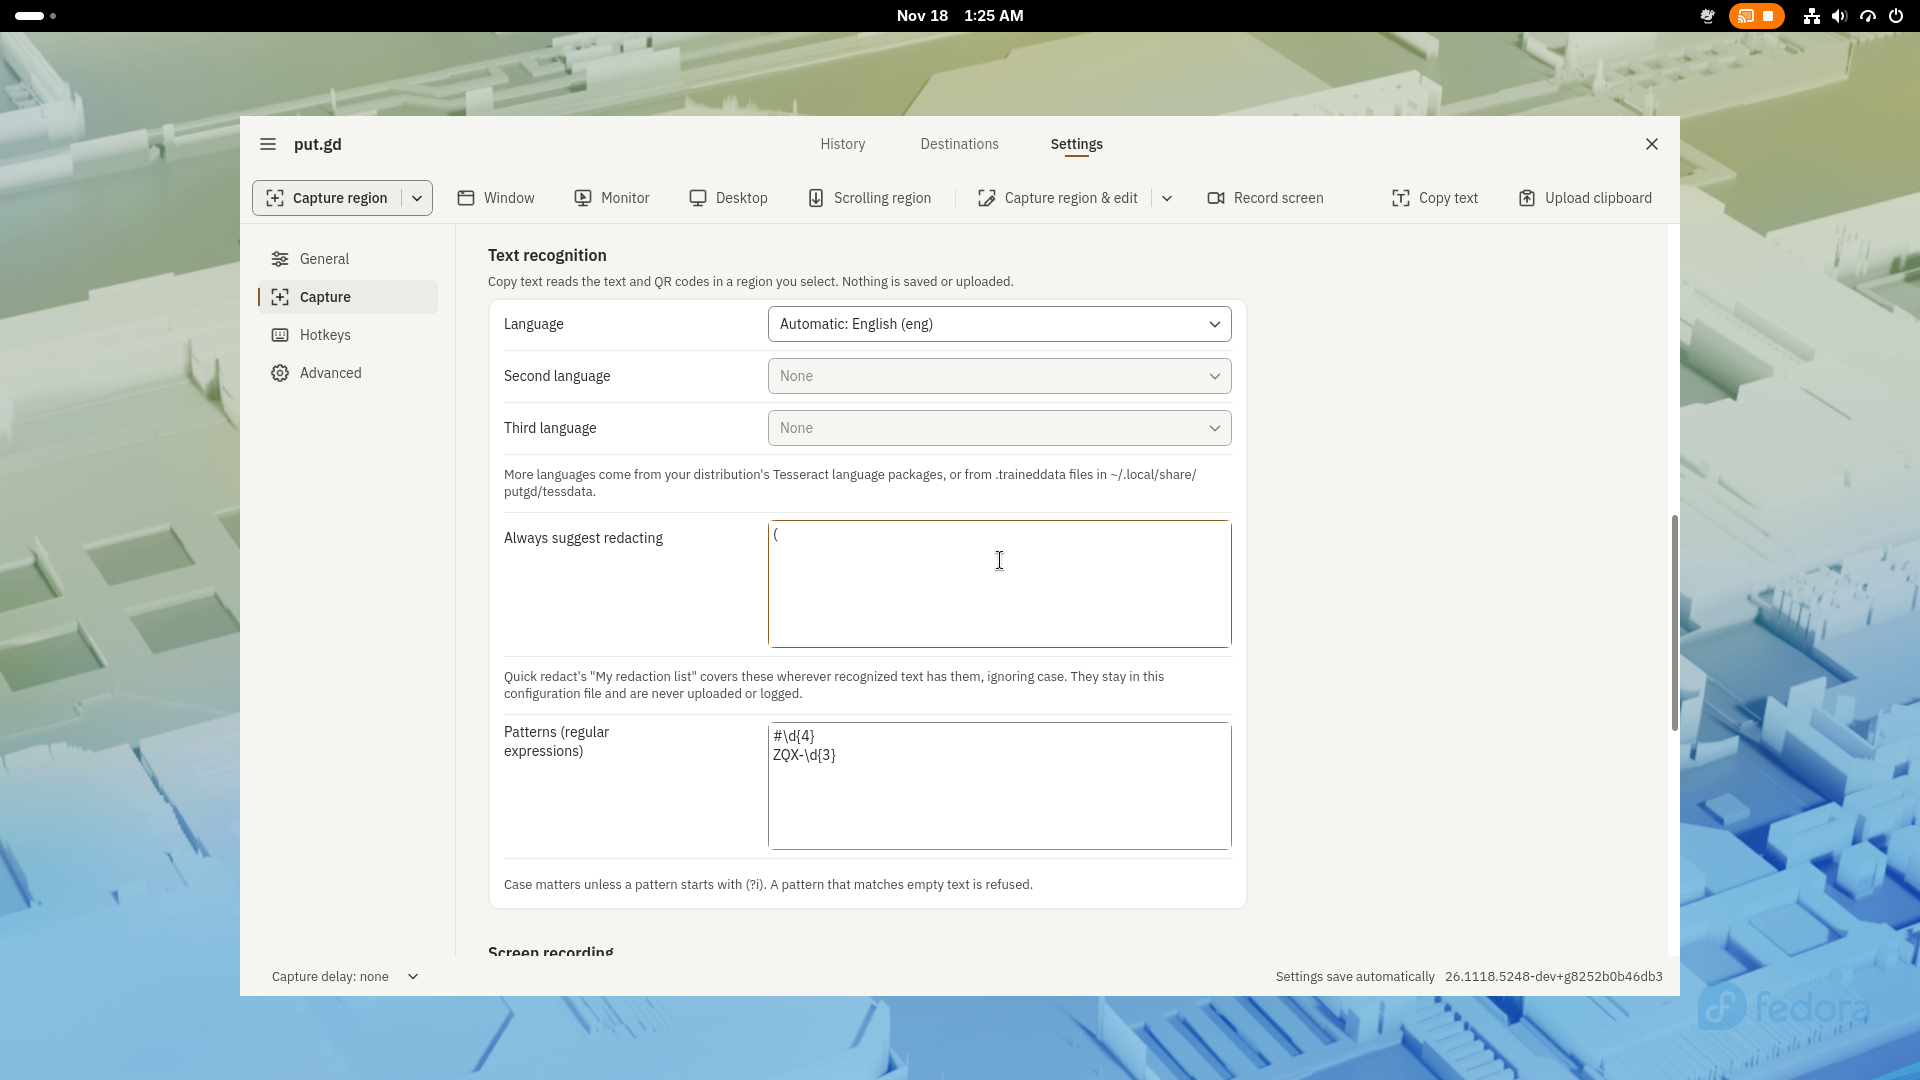 Nov 18 1:25 AM
put.gd
History
Destinations
Settings
Capture region
Window
Monitor
Desktop
Scrolling region
Capture region & edit
Record screen
Copy text
Upload clipboard
General
Capture
Hotkeys
Advanced
Text recognition
Copy text reads the text and QR codes in a region you select. Nothing is saved or uploaded.
Language
Automatic: English (eng)
Second language
None
Third language
None
More languages come from your distribution's Tesseract language packages, or from .traineddata files in ~/.local/share/
putgd/tessdata.
Always suggest redacting
(
Quick redact's "My redaction list" covers these wherever recognized text has them, ignoring case. They stay in this
configuration file and are never uploaded or logged.
Patterns (regular
expressions)
#\d{4}
ZQX-\d{3}
Case matters unless a pattern starts with (?i). A pattern that matches empty text is refused.
Screen recording
Capture delay: none
Settings save automatically
26.1118.5248-dev+g8252b0b46db3
fedora